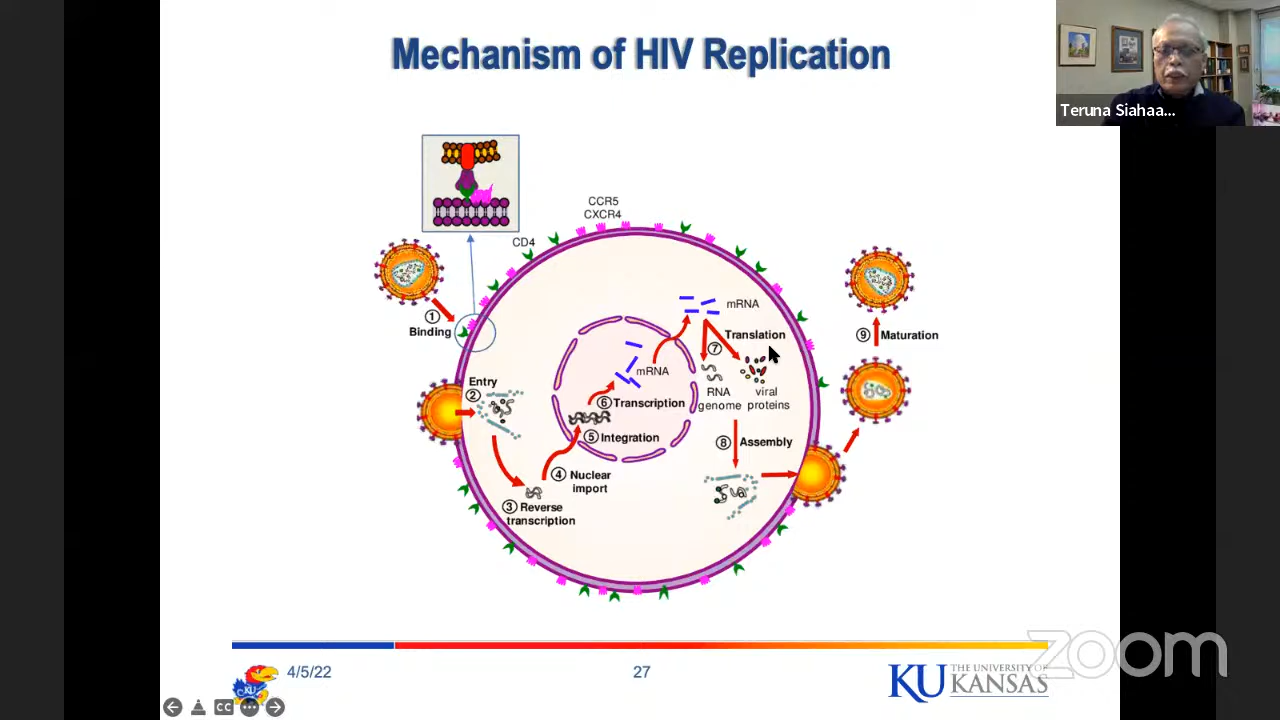 Mechanism of HIV Replication
Teruna Siahaa...
CCR5
CXCR4
CD4
1
Binding
Entry
2
3 Reverse
transcription
4 Nuclear
import
5 Integration
6 Transcription
mRNA
mRNA
Translation
7
RNA
genome
viral
proteins
8 Assembly
9 Maturation
4/5/22
27
KU
KU THE UNIVERSITY OF
KANSAS
zoom
CC